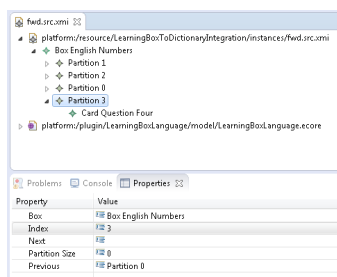 fwd.src.xmi
platform:/resource/LearningBoxToDictionaryIntegration/instances/fwd.src.xmi
Box English Numbers
Partition 1
Partition 2
Partition 0
Partition 3
Card Question Four
platform:/plugin/LearningBoxLanguage/model/LearningBoxLanguage.ecore
Problems Console Properties
Property Value
Box Box English Numbers
Index 3
Next
Partition Size 0
Previous Partition 0